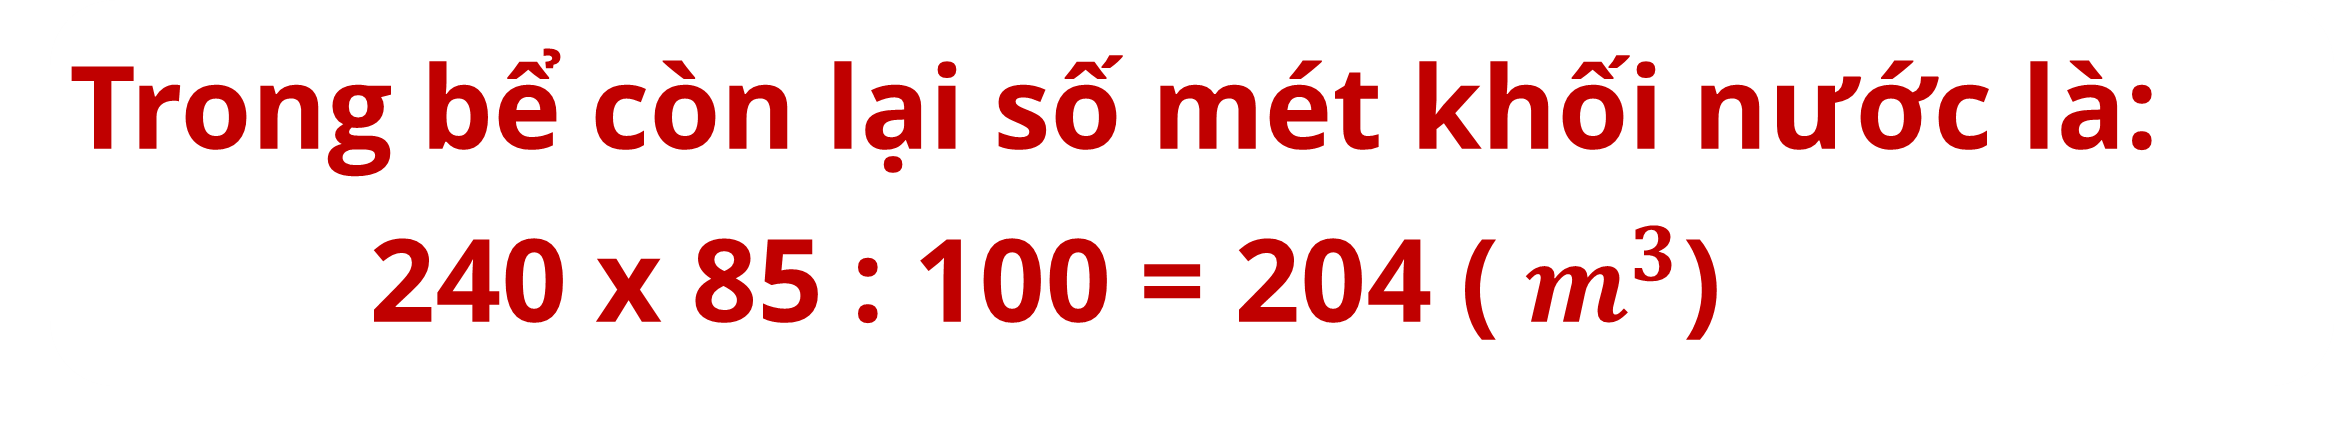 Trong bể còn lại số mét khối nước là:
240 x 85 : 100 = 204 ( m³)